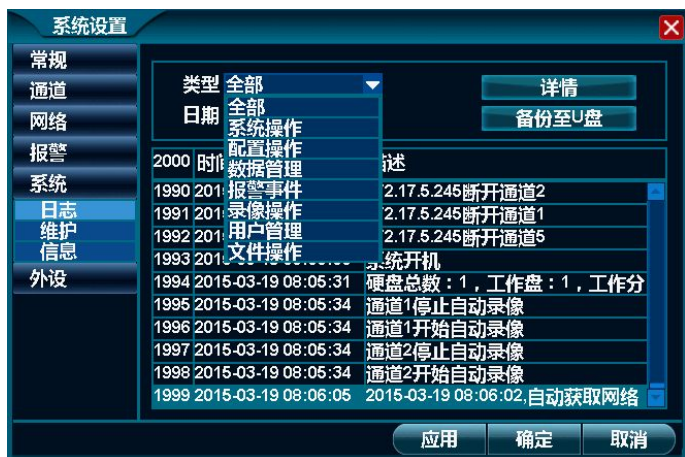 系统设置
常规
通道
网络
报警
系统
日志
维护
信息
外设
类型 全部
详情
日期
备份至U盘
全部
系统操作
配置操作
数据管理
报警事件
录像操作
用户管理
文件操作
2000
1990 2.17.5.245断开通道2
1991 2.17.5.245断开通道1
1992 2.17.5.245断开通道5
1993 系统开机
1994 2015-03-19 08:05:31 硬盘总数：1，工作盘：1，工作分
1995 2015-03-19 08:05:34 通道1停止自动录像
1996 2015-03-19 08:05:34 通道1开始自动录像
1997 2015-03-19 08:05:34 通道2停止自动录像
1998 2015-03-19 08:05:34 通道2开始自动录像
1999 2015-03-19 08:06:05 2015-03-19 08:06:02,自动获取网络
应用 确定 取消